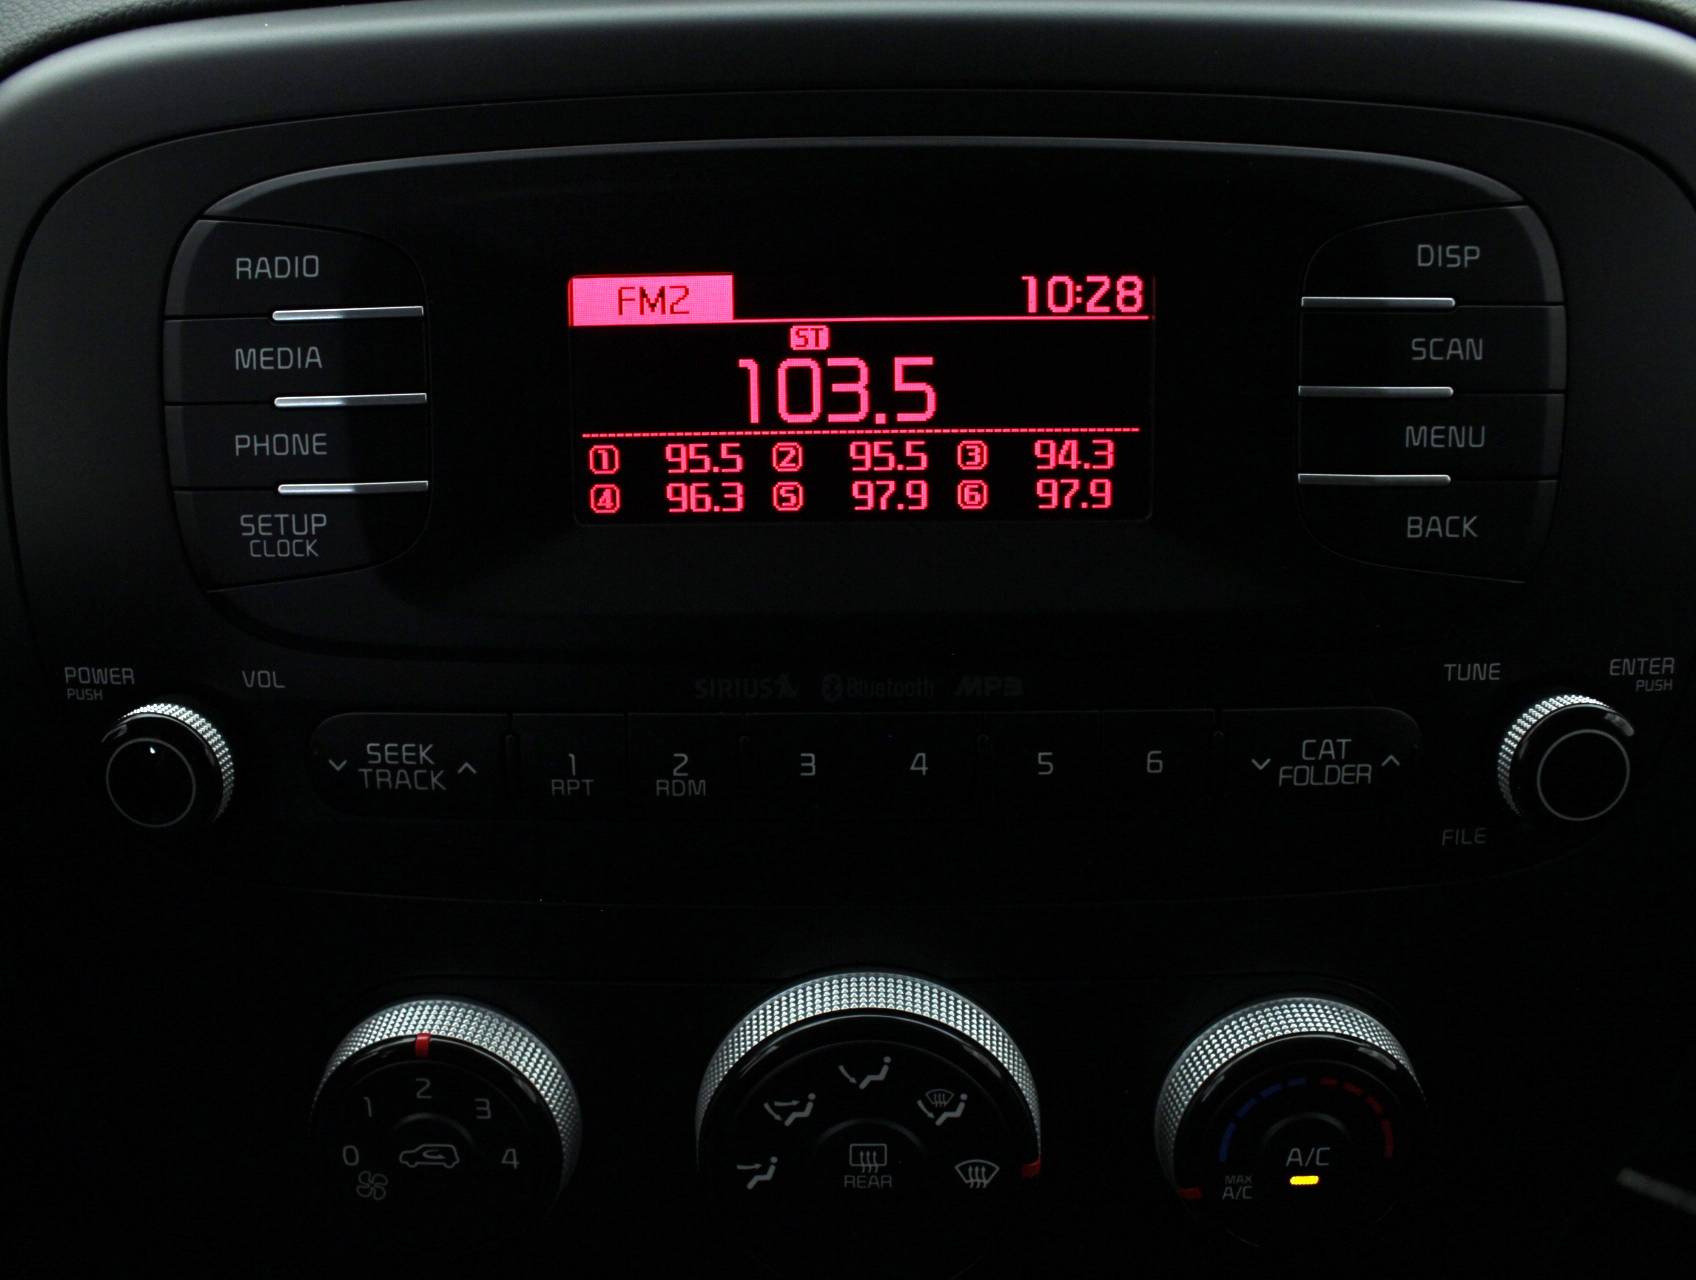 RADIO
MEDIA
PHONE
SETUP
CLOCK
FM2 10:28
ST
103.5
1 95.5 2 95.5 3 94.3
4 96.3 5 97.9 6 97.9
DISP
SCAN
MENU
BACK
POWER
PUSH
VOL
SIRIUS Bluetooth MP3
TUNE
ENTER
PUSH
SEEK
TRACK
1
RPT
2
RDM
3
4
5
6
CAT
FOLDER
FILE
0 1 2 3 4
REAR
A/C
MAX
A/C